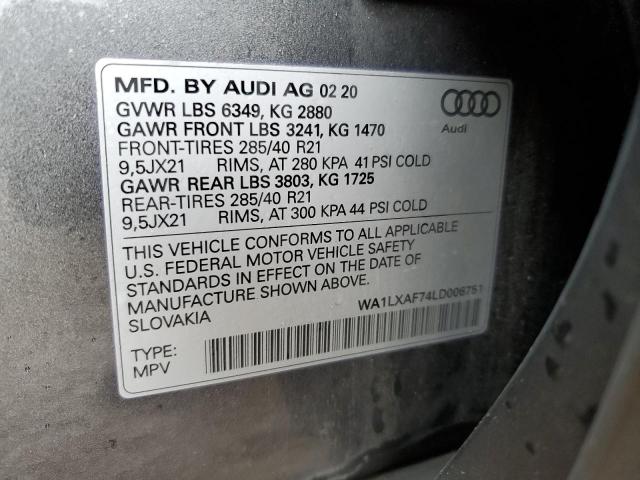 MFD. BY AUDI AG 02 20
GVWR LBS 6349, KG 2880
GAWR FRONT LBS 3241, KG 1470
FRONT-TIRES 285/40 R21
9,5JX21 RIMS, AT 280 KPA 41 PSI COLD
GAWR REAR LBS 3803, KG 1725
REAR-TIRES 285/40 R21
9,5JX21 RIMS, AT 300 KPA 44 PSI COLD
Audi
THIS VEHICLE CONFORMS TO ALL APPLICABLE
U.S. FEDERAL MOTOR VEHICLE SAFETY
STANDARDS IN EFFECT ON THE DATE OF
MANUFACTURE SHOWN ABOVE.
SLOVAKIA
WA1LXAF74LD006751
TYPE:
MPV